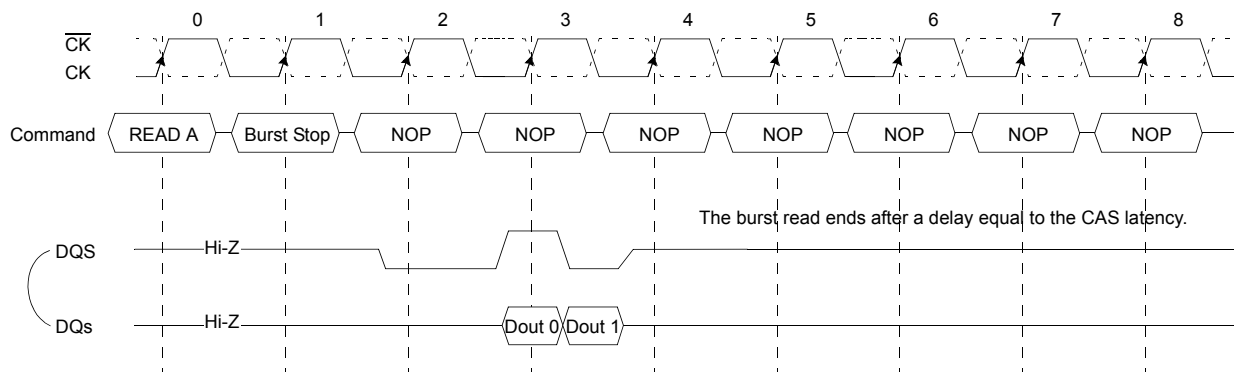 0 1 2 3 4 5 6 7 8
CK
CK
Command READ A Burst Stop NOP NOP NOP NOP NOP NOP NOP
The burst read ends after a delay equal to the CAS latency.
DQS Hi-Z
DQs Hi-Z Dout 0 Dout 1